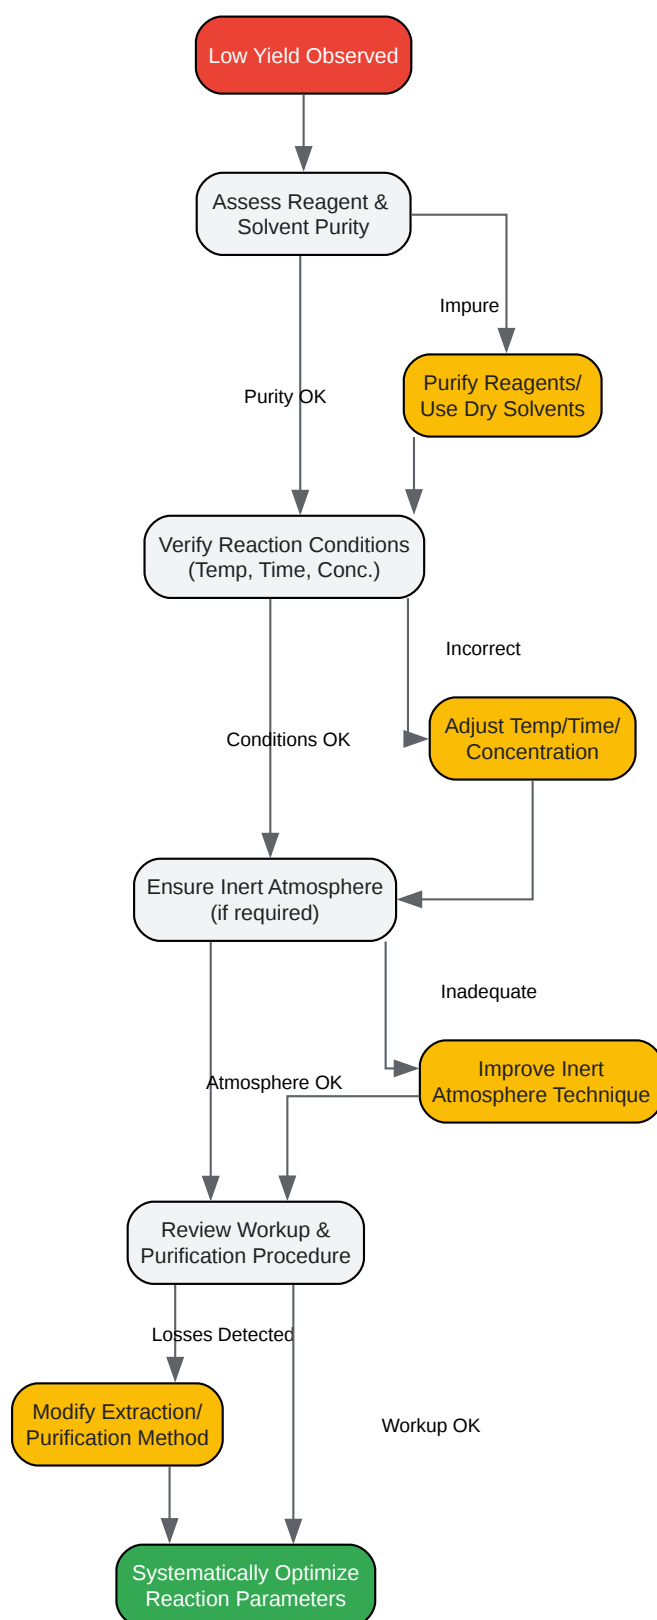 Low Yield Observed
Assess Reagent &
Solvent Purity
Impure
Purify Reagents/
Use Dry Solvents
Purity OK
Verify Reaction Conditions
(Temp, Time, Conc.)
Incorrect
Adjust Temp/Time/
Concentration
Conditions OK
Ensure Inert Atmosphere
(if required)
Inadequate
Improve Inert
Atmosphere Technique
Atmosphere OK
Review Workup &
Purification Procedure
Losses Detected
Modify Extraction/
Purification Method
Workup OK
Systematically Optimize
Reaction Parameters